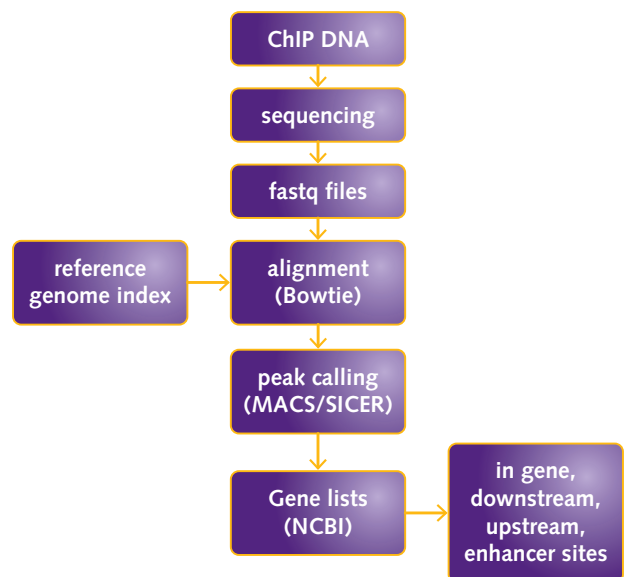 ChIP DNA
sequencing
fastq files
reference
genome index
alignment
(Bowtie)
peak calling
(MACS/SICER)
Gene lists
(NCBI)
in gene,
downstream,
upstream,
enhancer sites